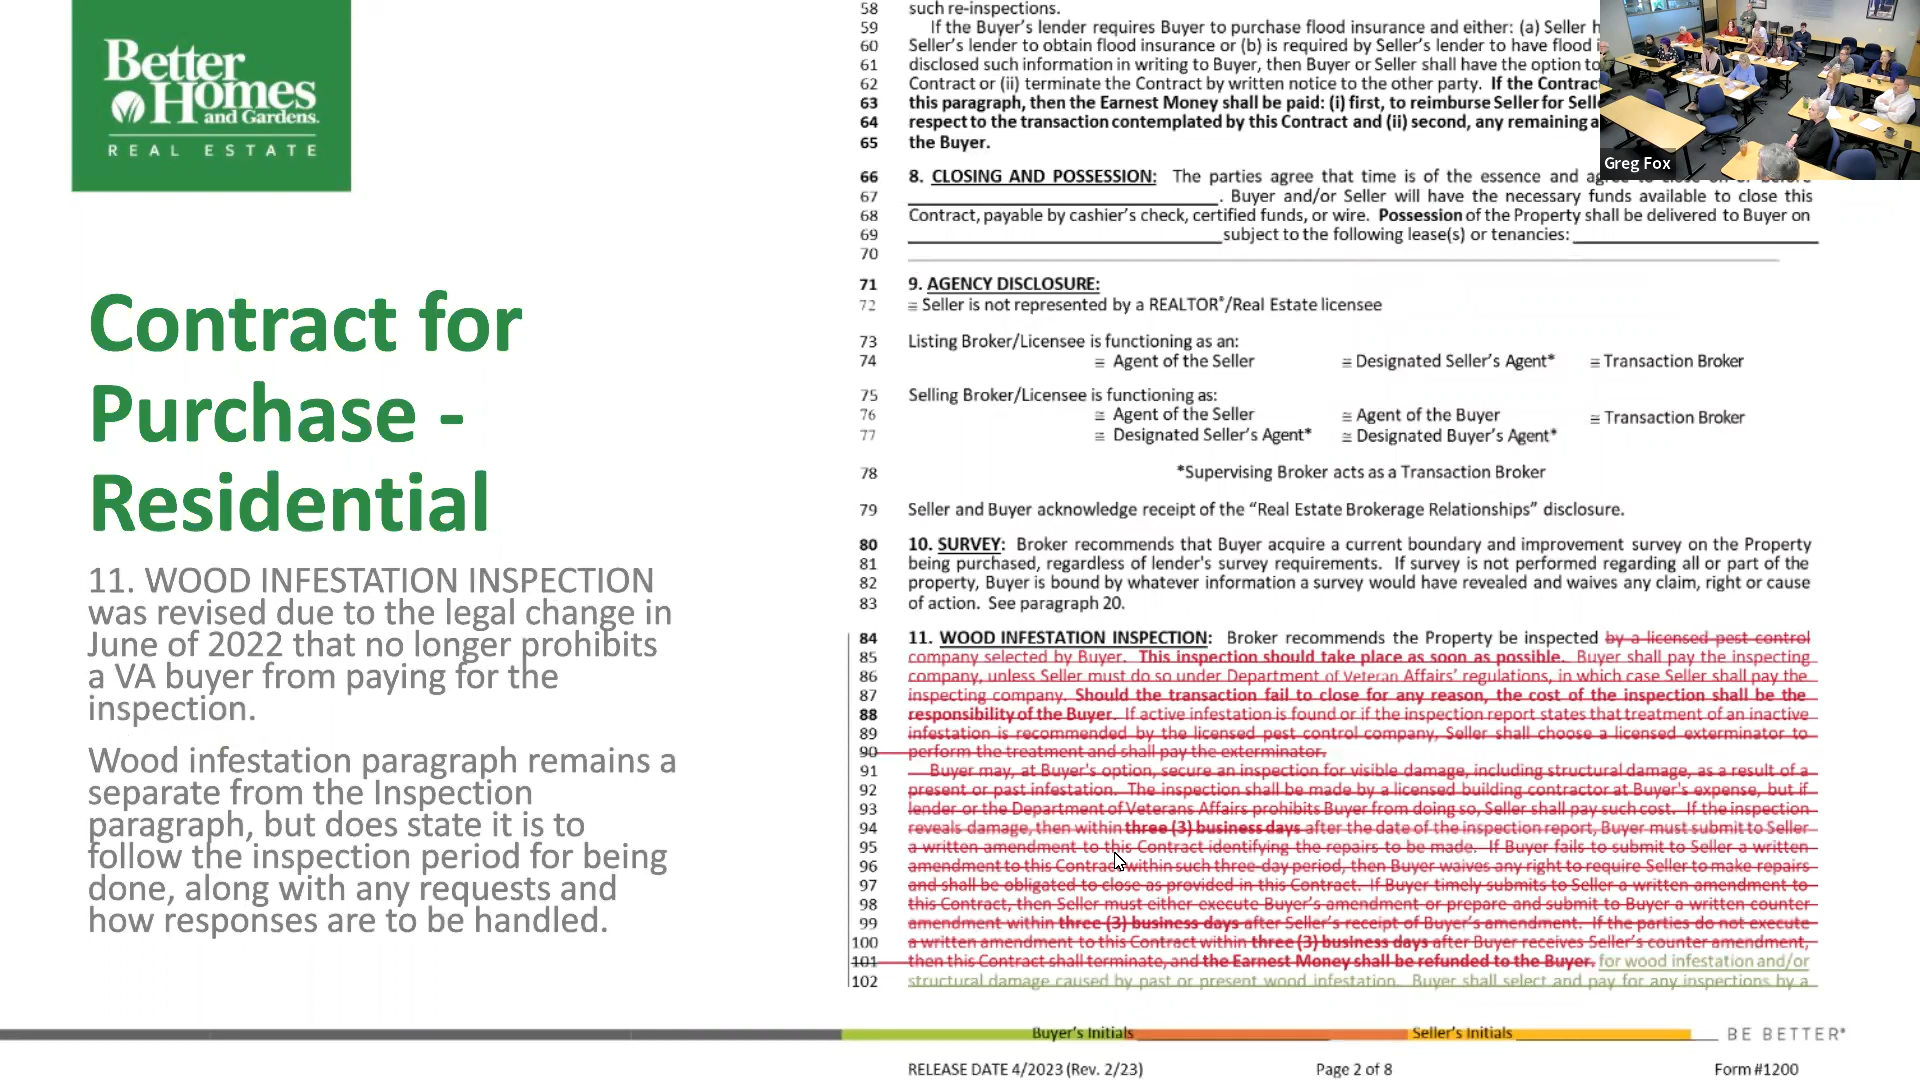 Better
Homes
and Gardens.
REAL ESTATE
Contract for
Purchase -
Residential
11. WOOD INFESTATION INSPECTION
was revised due to the legal change in
June of 2022 that no longer prohibits
a VA buyer from paying for the
inspection.
Wood infestation paragraph remains a
separate from the Inspection
paragraph, but does state it is to
follow the inspection period for being
done, along with any requests and
how responses are to be handled.
58 such re-inspections.
59 If the Buyer's lender requires Buyer to purchase flood insurance and either: (a) Seller
60 Seller's lender to obtain flood insurance or (b) is required by Seller's lender to have flood
61 disclosed such information in writing to Buyer, then Buyer or Seller shall have the option to
62 Contract or (ii) terminate the Contract by written notice to the other party. If the
63 this paragraph, then the Earnest Money shall be paid: (i) first, to reimburse Seller for
64 respect to the transaction contemplated by this Contract and (ii) second, any remaining
65 the Buyer.
66 8. CLOSING AND POSSESSION: The parties agree that time is of the essence and
67 . Buyer and/or Seller will have the necessary funds available to close this
68 Contract, payable by cashier's check, certified funds, or wire. Possession of the Property shall be delivered to Buyer on
69 subject to the following lease(s) or tenancies:
70
71 9. AGENCY DISCLOSURE:
72 ≅ Seller is not represented by a REALTOR®/Real Estate licensee
73 Listing Broker/Licensee is functioning as an:
74 ≅ Agent of the Seller ≅ Designated Seller's Agent* ≅ Transaction Broker
75 Selling Broker/Licensee is functioning as:
76 ≅ Agent of the Seller ≅ Agent of the Buyer ≅ Transaction Broker
77 ≅ Designated Seller's Agent* ≅ Designated Buyer's Agent*
78 *Supervising Broker acts as a Transaction Broker
79 Seller and Buyer acknowledge receipt of the "Real Estate Brokerage Relationships" disclosure.
80 10. SURVEY: Broker recommends that Buyer acquire a current boundary and improvement survey on the Property
81 being purchased, regardless of lender's survey requirements. If survey is not performed regarding all or part of the
82 property, Buyer is bound by whatever information a survey would have revealed and waives any claim, right or cause
83 of action. See paragraph 20.
84 11. WOOD INFESTATION INSPECTION: Broker recommends the Property be inspected by a licensed pest control
85 company selected by Buyer. This inspection should take place as soon as possible. Buyer shall pay the inspecting
86 company, unless Seller must do so under Department of Veteran Affairs' regulations, in which case Seller shall pay the
87 inspecting company. Should the transaction fail to close for any reason, the cost of the inspection shall be the
88 responsibility of the Buyer. If active infestation is found or if the inspection report states that treatment of an inactive
89 infestation is recommended by the licensed pest control company, Seller shall choose a licensed exterminator to
90 perform the treatment and shall pay the exterminator.
91 Buyer may, at Buyer's option, secure an inspection for visible damage, including structural damage, as a result of a
92 present or past infestation. The inspection shall be made by a licensed building contractor at Buyer's expense, but if
93 lender or the Department of Veterans Affairs prohibits Buyer from doing so, Seller shall pay such cost. If the inspection
94 reveals damage, then within three (3) business days after the date of the inspection report, Buyer must submit to Seller
95 a written amendment to this Contract identifying the repairs to be made. If Buyer fails to submit to Seller a written
96 amendment to this Contract within such three-day period, then Buyer waives any right to require Seller to make repairs
97 and shall be obligated to close as provided in this Contract. If Buyer timely submits to Seller a written amendment to
98 this Contract, then Seller must either execute Buyer's amendment or prepare and submit to Buyer a written counter
99 amendment within three (3) business days after Seller's receipt of Buyer's amendment. If the parties do not execute
100 a written amendment to this Contract within three (3) business days after Buyer receives Seller's counter amendment,
101 then this Contract shall terminate, and the Earnest Money shall be refunded to the Buyer. for wood infestation and/or
102 structural damage caused by past or present wood infestation. Buyer shall select and pay for any inspections by a
Buyer's Initials Seller's Initials
BE BETTER®
RELEASE DATE 4/2023 (Rev. 2/23) Page 2 of 8 Form #1200
Greg Fox